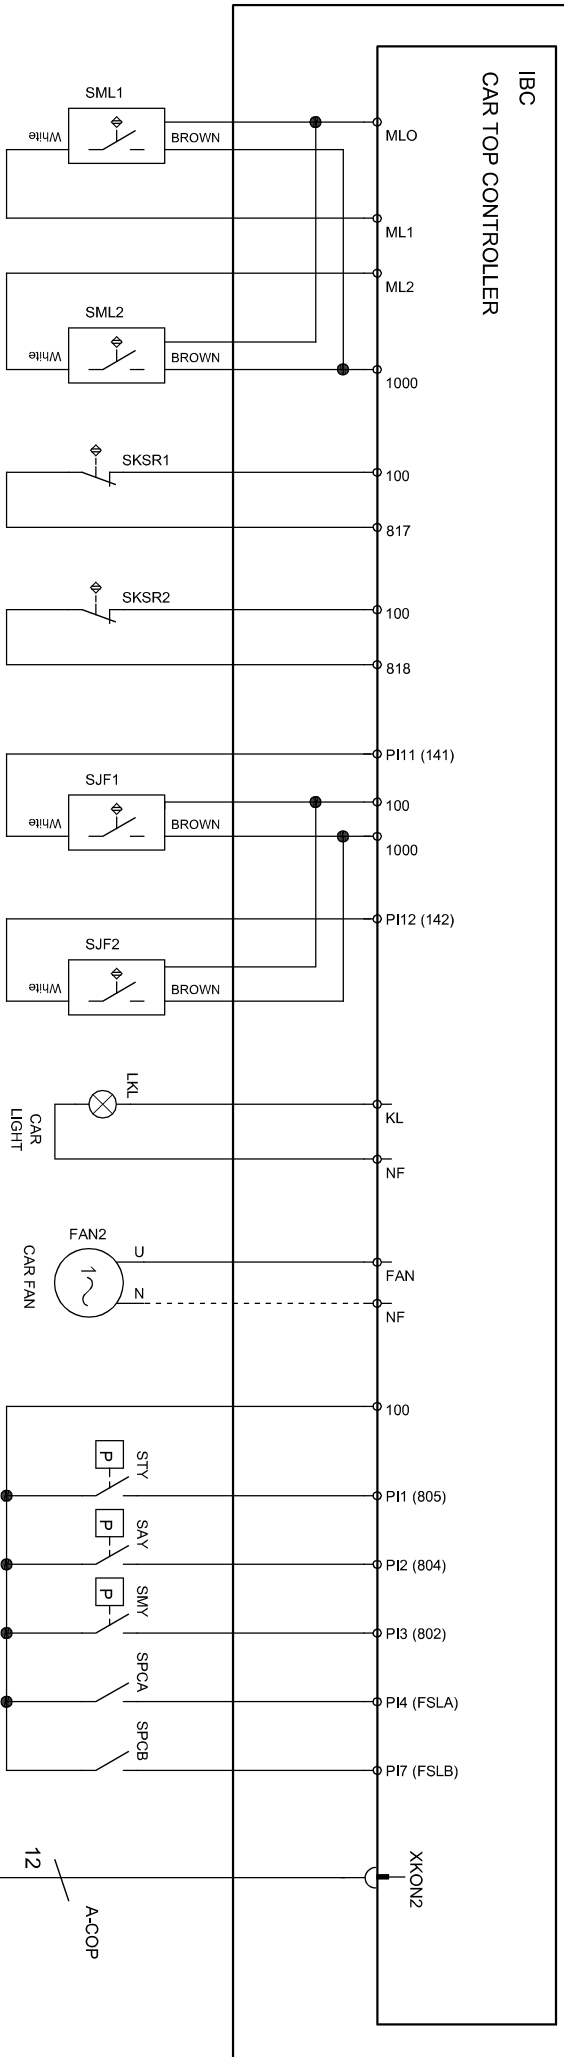 IBC
CAR TOP CONTROLLER
SML1
White
BROWN
MLO
ML1
ML2
SML2
White
BROWN
1000
SKSR1
100
817
SKSR2
100
818
PI11 (141)
SJF1
100
White
BROWN
1000
PI12 (142)
SJF2
White
BROWN
LKL
KL
CAR
LIGHT
NF
FAN2
U
FAN
1
CAR FAN
N
NF
100
STY
P
PI1 (805)
SAY
P
PI2 (804)
SMY
P
PI3 (802)
SPCA
PI4 (FSLA)
SPCB
PI7 (FSLB)
XKON2
12
A-COP